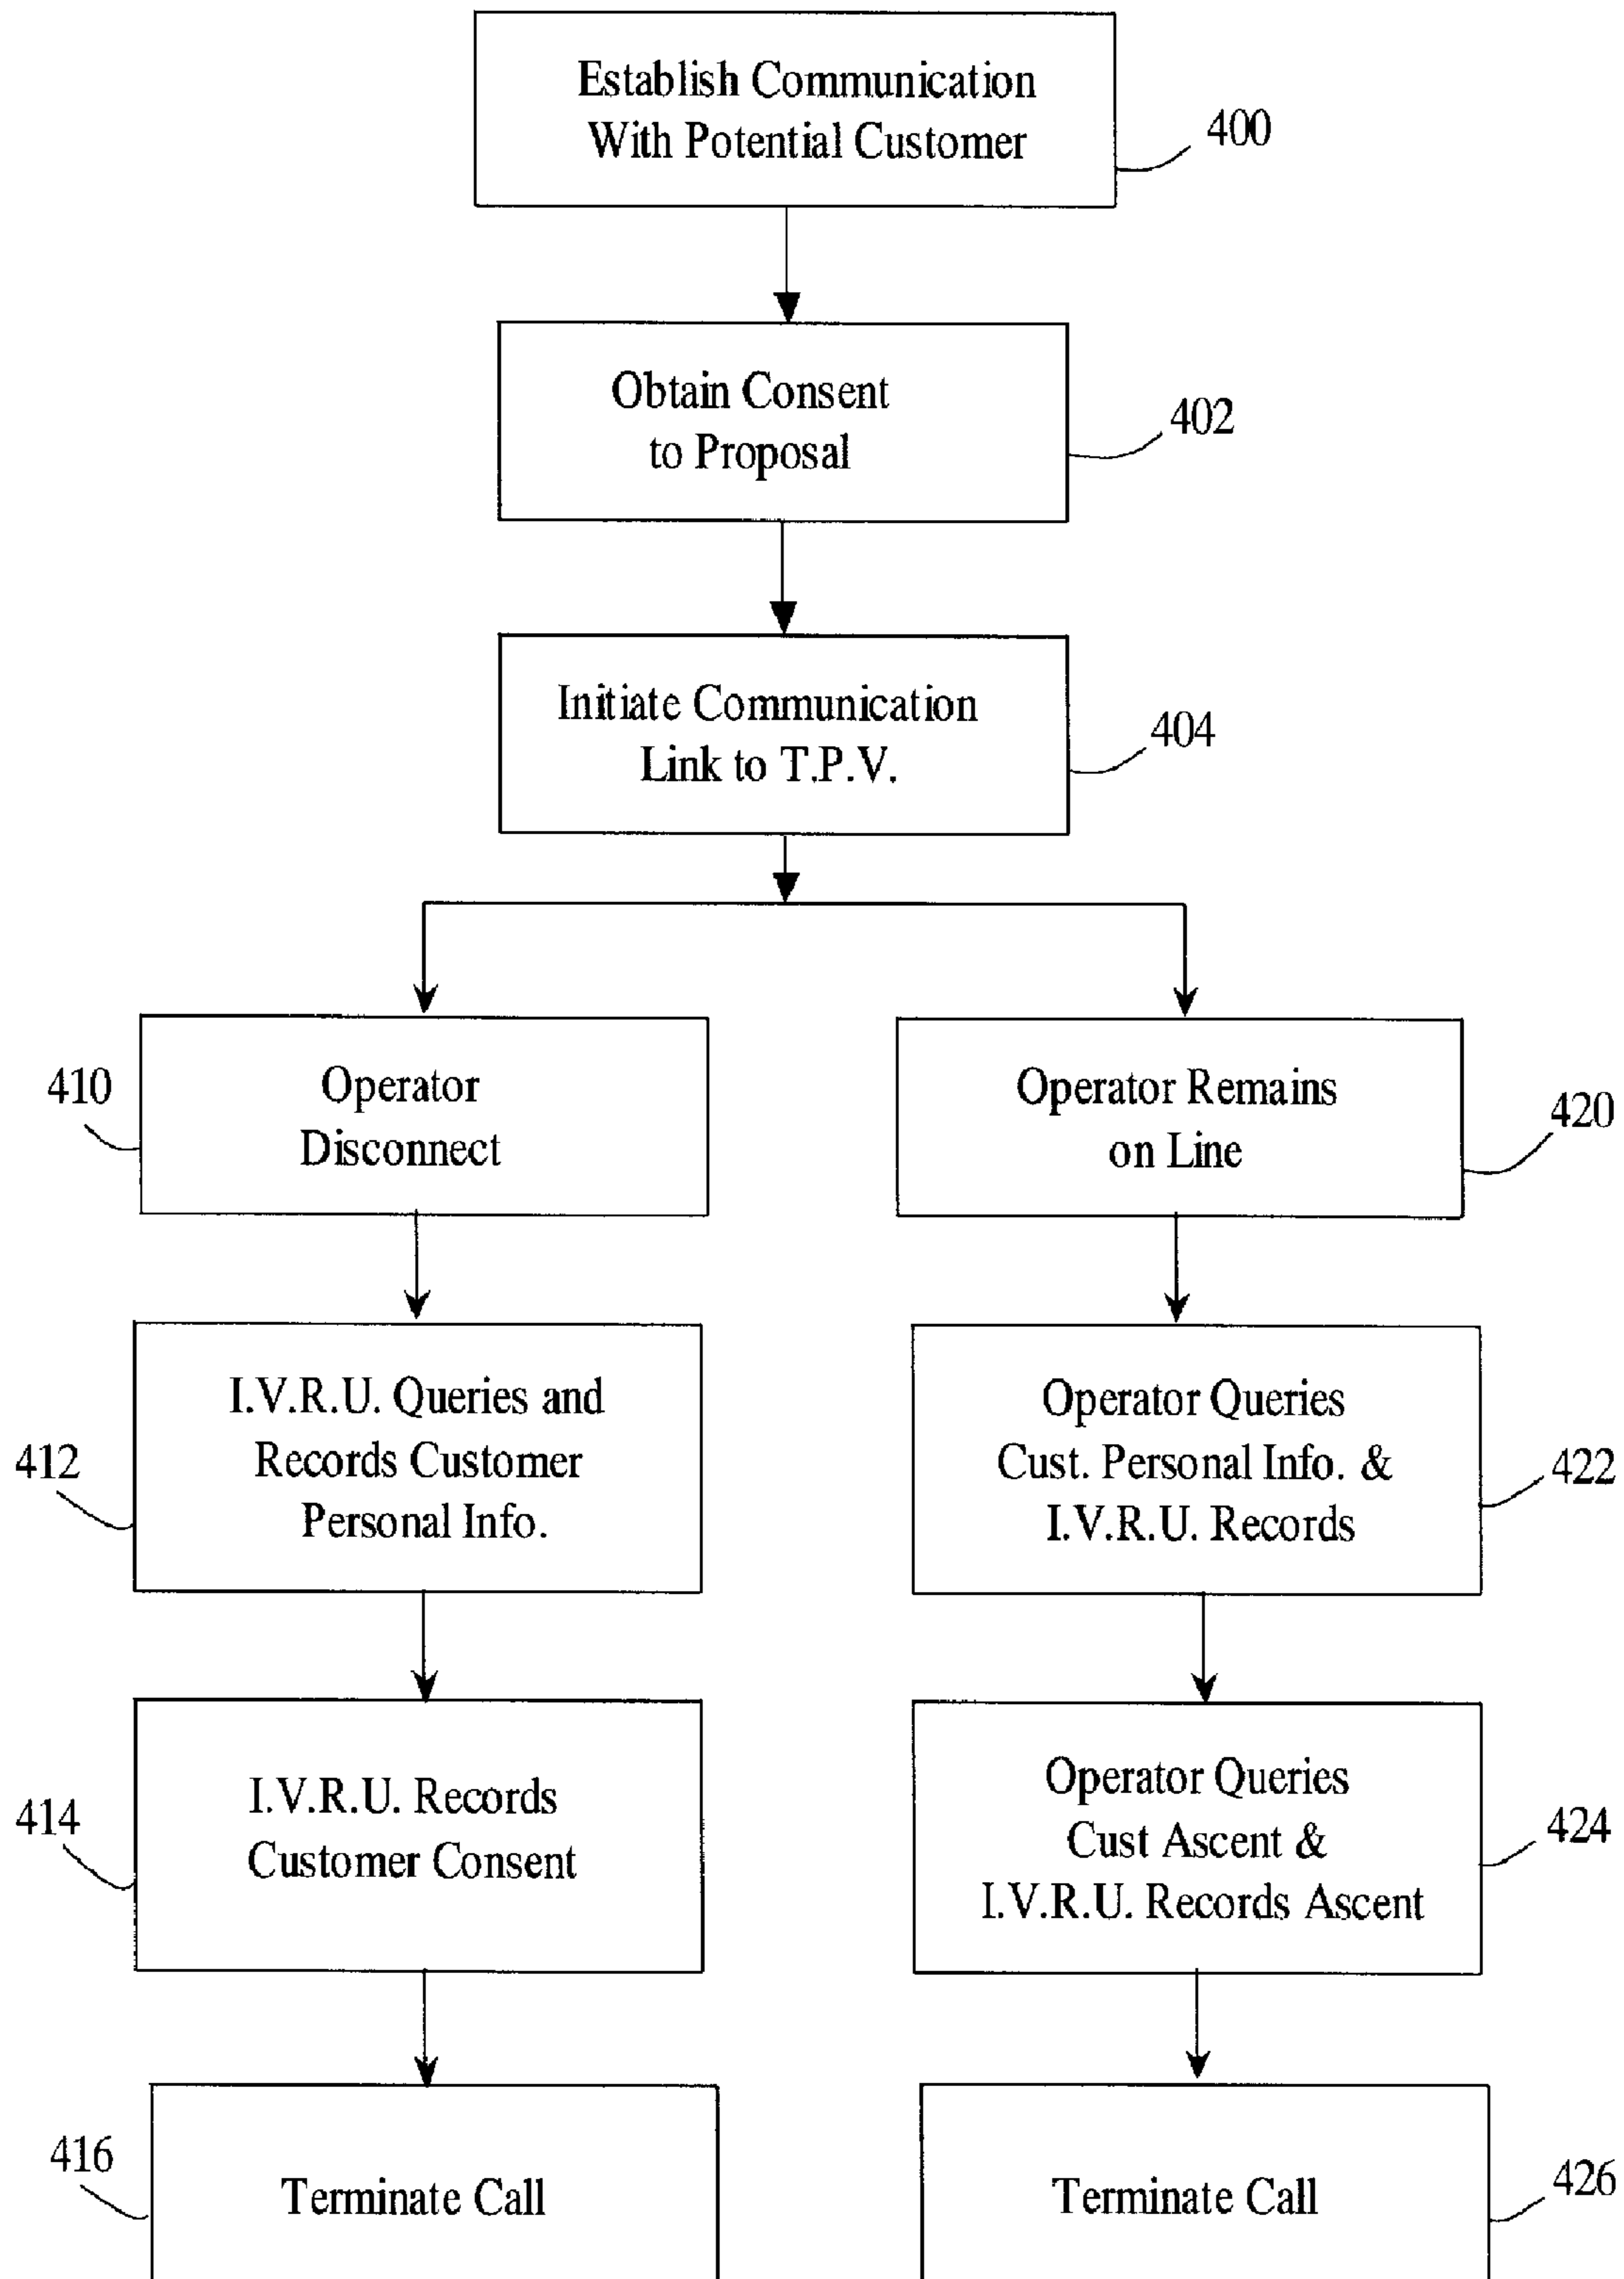 Establish Communication
With Potential Customer
400
Obtain Consent
to Proposal
402
Initiate Communication
Link to T.P.V.
404
410
Operator
Disconnect
Operator Remains
on Line
420
412
I.V.R.U. Queries and
Records Customer
Personal Info.
Operator Queries
Cust. Personal Info. &
I.V.R.U. Records
422
414
I.V.R.U. Records
Customer Consent
Operator Queries
Cust Ascent &
I.V.R.U. Records Ascent
424
416
Terminate Call
Terminate Call
426